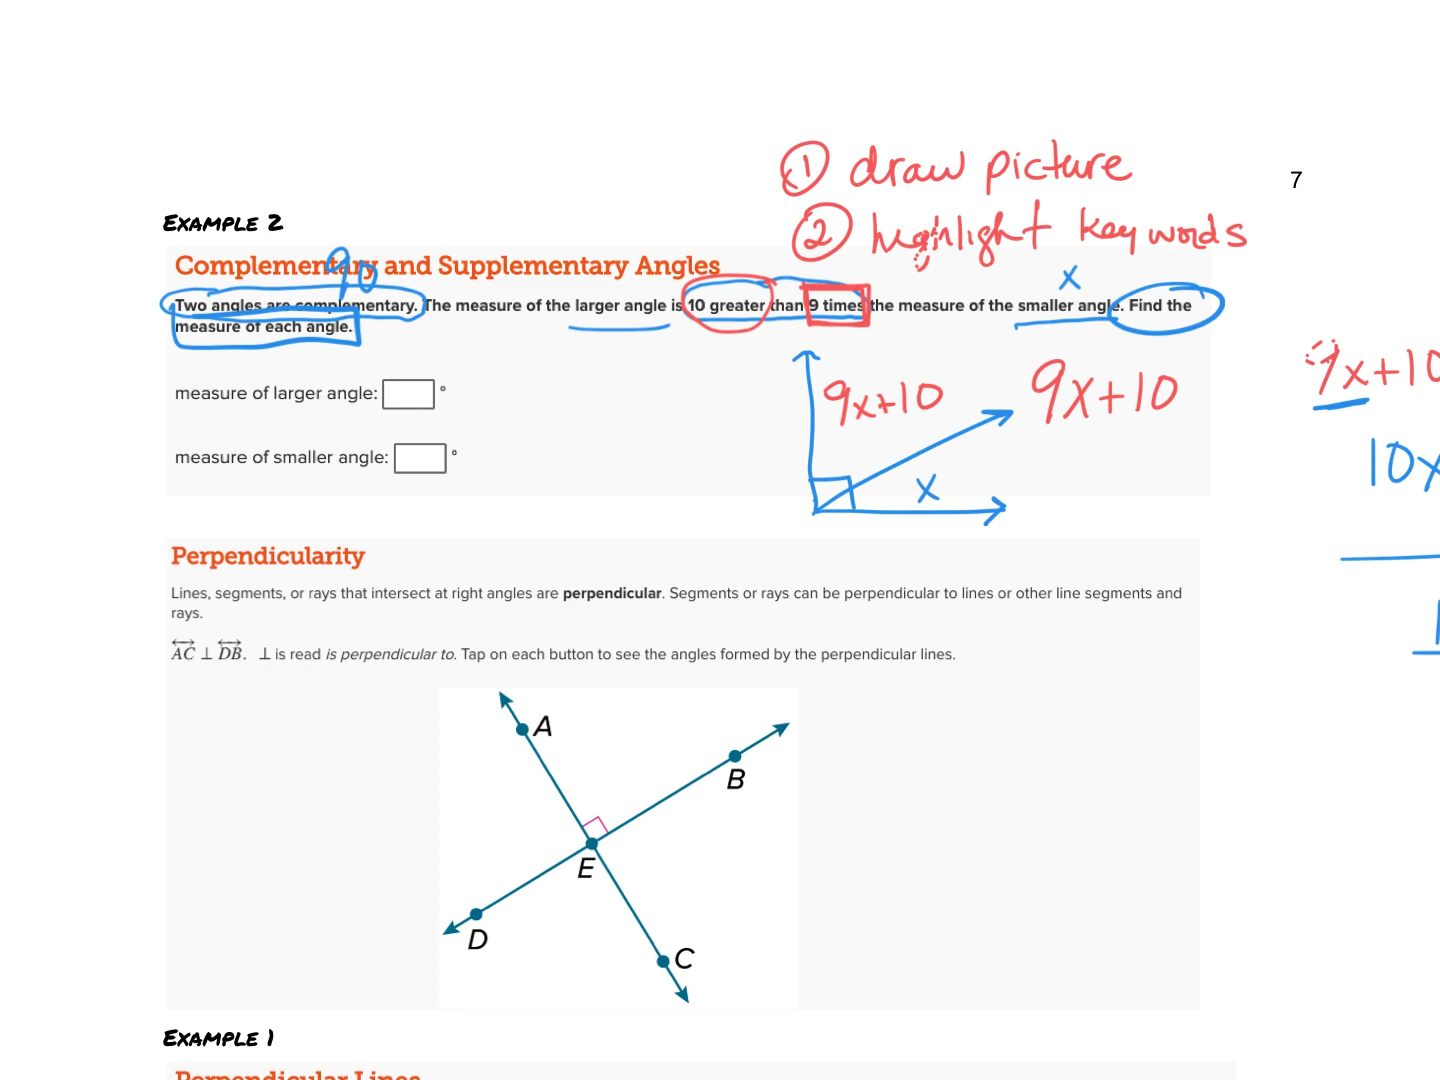 ① draw picture
7
② highlight key words
EXAMPLE 2
90
Complementary and Supplementary Angles
x
Two angles are complementary. The measure of the larger angle is 10 greater than 9 times the measure of the smaller angle. Find the
measure of each angle.
9x+10
9x+10
9x+10
measure of larger angle: °
10x
measure of smaller angle: °
x
Perpendicularity
Lines, segments, or rays that intersect at right angles are perpendicular. Segments or rays can be perpendicular to lines or other line segments and
rays.
AC ⊥ DB. ⊥ is read is perpendicular to. Tap on each button to see the angles formed by the perpendicular lines.
A
B
E
D
C
EXAMPLE 1
Perpendicular Lines